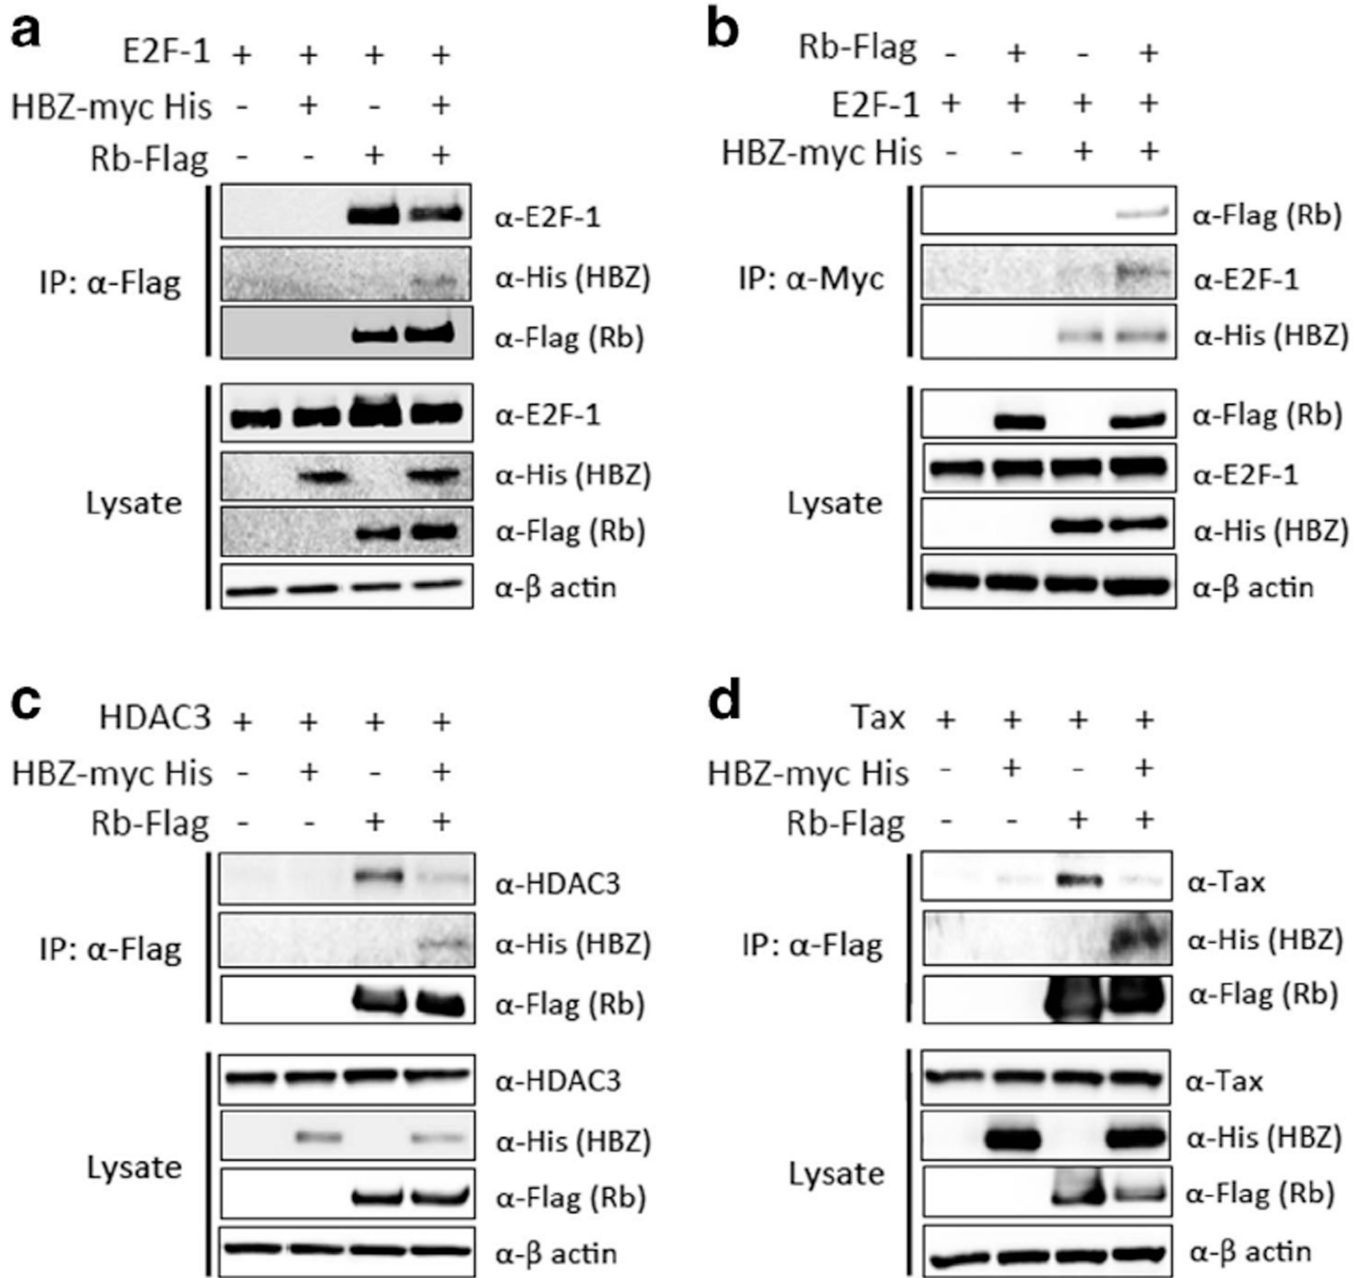 a
E2F-1 + + + +
HBZ-myc His - + - +
Rb-Flag - - + +
IP: α-Flag
α-E2F-1
α-His (HBZ)
α-Flag (Rb)
Lysate
α-E2F-1
α-His (HBZ)
α-Flag (Rb)
α-β actin
b
Rb-Flag - + - +
E2F-1 + + + +
HBZ-myc His - - + +
IP: α-Myc
α-Flag (Rb)
α-E2F-1
α-His (HBZ)
Lysate
α-Flag (Rb)
α-E2F-1
α-His (HBZ)
α-β actin
c
HDAC3 + + + +
HBZ-myc His - + - +
Rb-Flag - - + +
IP: α-Flag
α-HDAC3
α-His (HBZ)
α-Flag (Rb)
Lysate
α-HDAC3
α-His (HBZ)
α-Flag (Rb)
α-β actin
d
Tax + + + +
HBZ-myc His - + - +
Rb-Flag - - + +
IP: α-Flag
α-Tax
α-His (HBZ)
α-Flag (Rb)
Lysate
α-Tax
α-His (HBZ)
α-Flag (Rb)
α-β actin